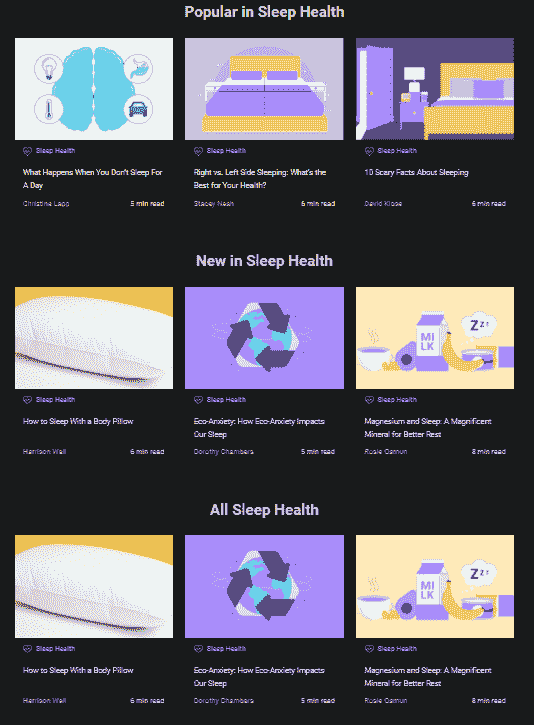 Popular in Sleep Health
Sleep Health
Sleep Health
Sleep Health
What Happens When You Don't Sleep For
A Day
Right vs. Left Side Sleeping: What's the
Best for Your Health?
10 Scary Facts About Sleeping
Christine Lapp
5 min read
Stacey Nash
6 min read
David
6 min read
New in Sleep Health
MI
LK
Z z z
Sleep Health
Sleep Health
Sleep Health
How to Sleep With a Body Pillow
Eco-Anxiety: How Eco-Anxiety Impacts
Our Sleep
Magnesium and Sleep: A Magnificent
Mineral for Better Rest
Harrison Wall
6 min read
Dorothy Chambers
5 min read
Rosie Osmun
8 min read
All Sleep Health
MI
LK
Z z z
Sleep Health
Sleep Health
Sleep Health
How to Sleep With a Body Pillow
Eco-Anxiety: How Eco-Anxiety Impacts
Our Sleep
Magnesium and Sleep: A Magnificent
Mineral for Better Rest
Harrison Wall
6 min read
Dorothy Chambers
5 min read
Rosie Osmun
8 min read